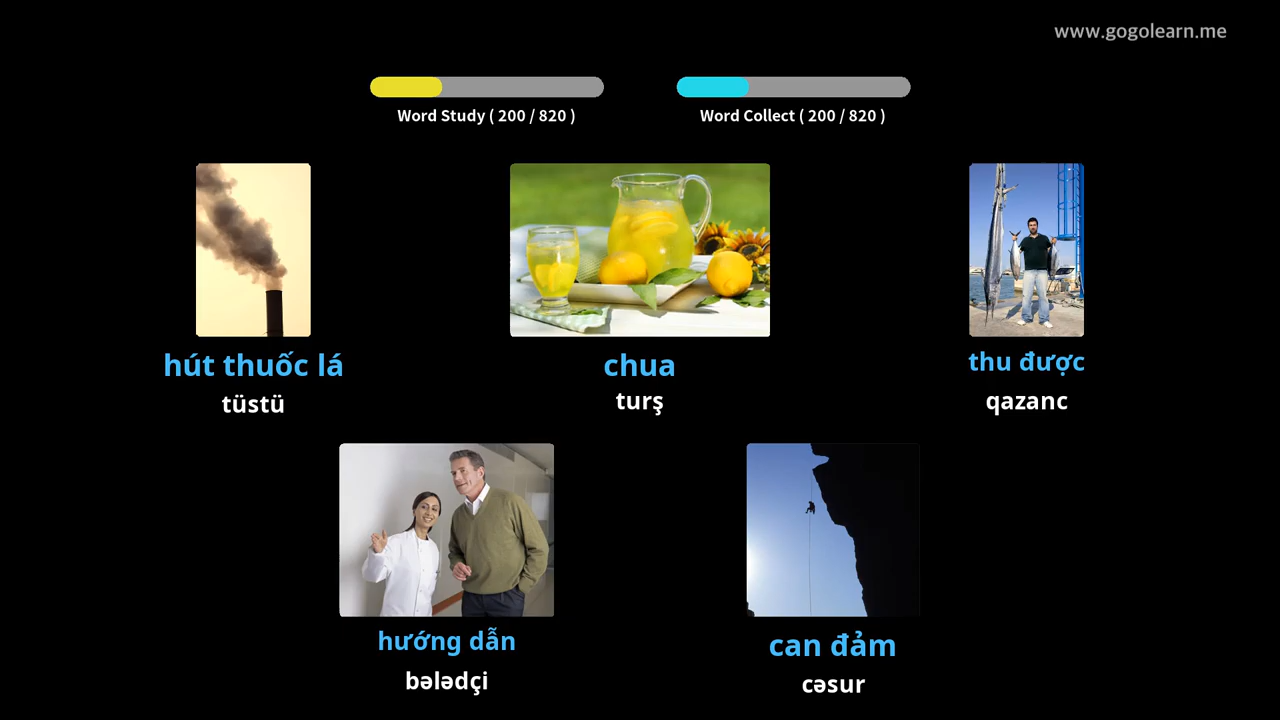 www.gogolearn.me
Word Study ( 200 / 820 )
Word Collect ( 200 / 820 )
hút thuốc lá
tüstü
chua
turş
thu được
qazanc
hướng dẫn
bələdçi
can đảm
cəsur